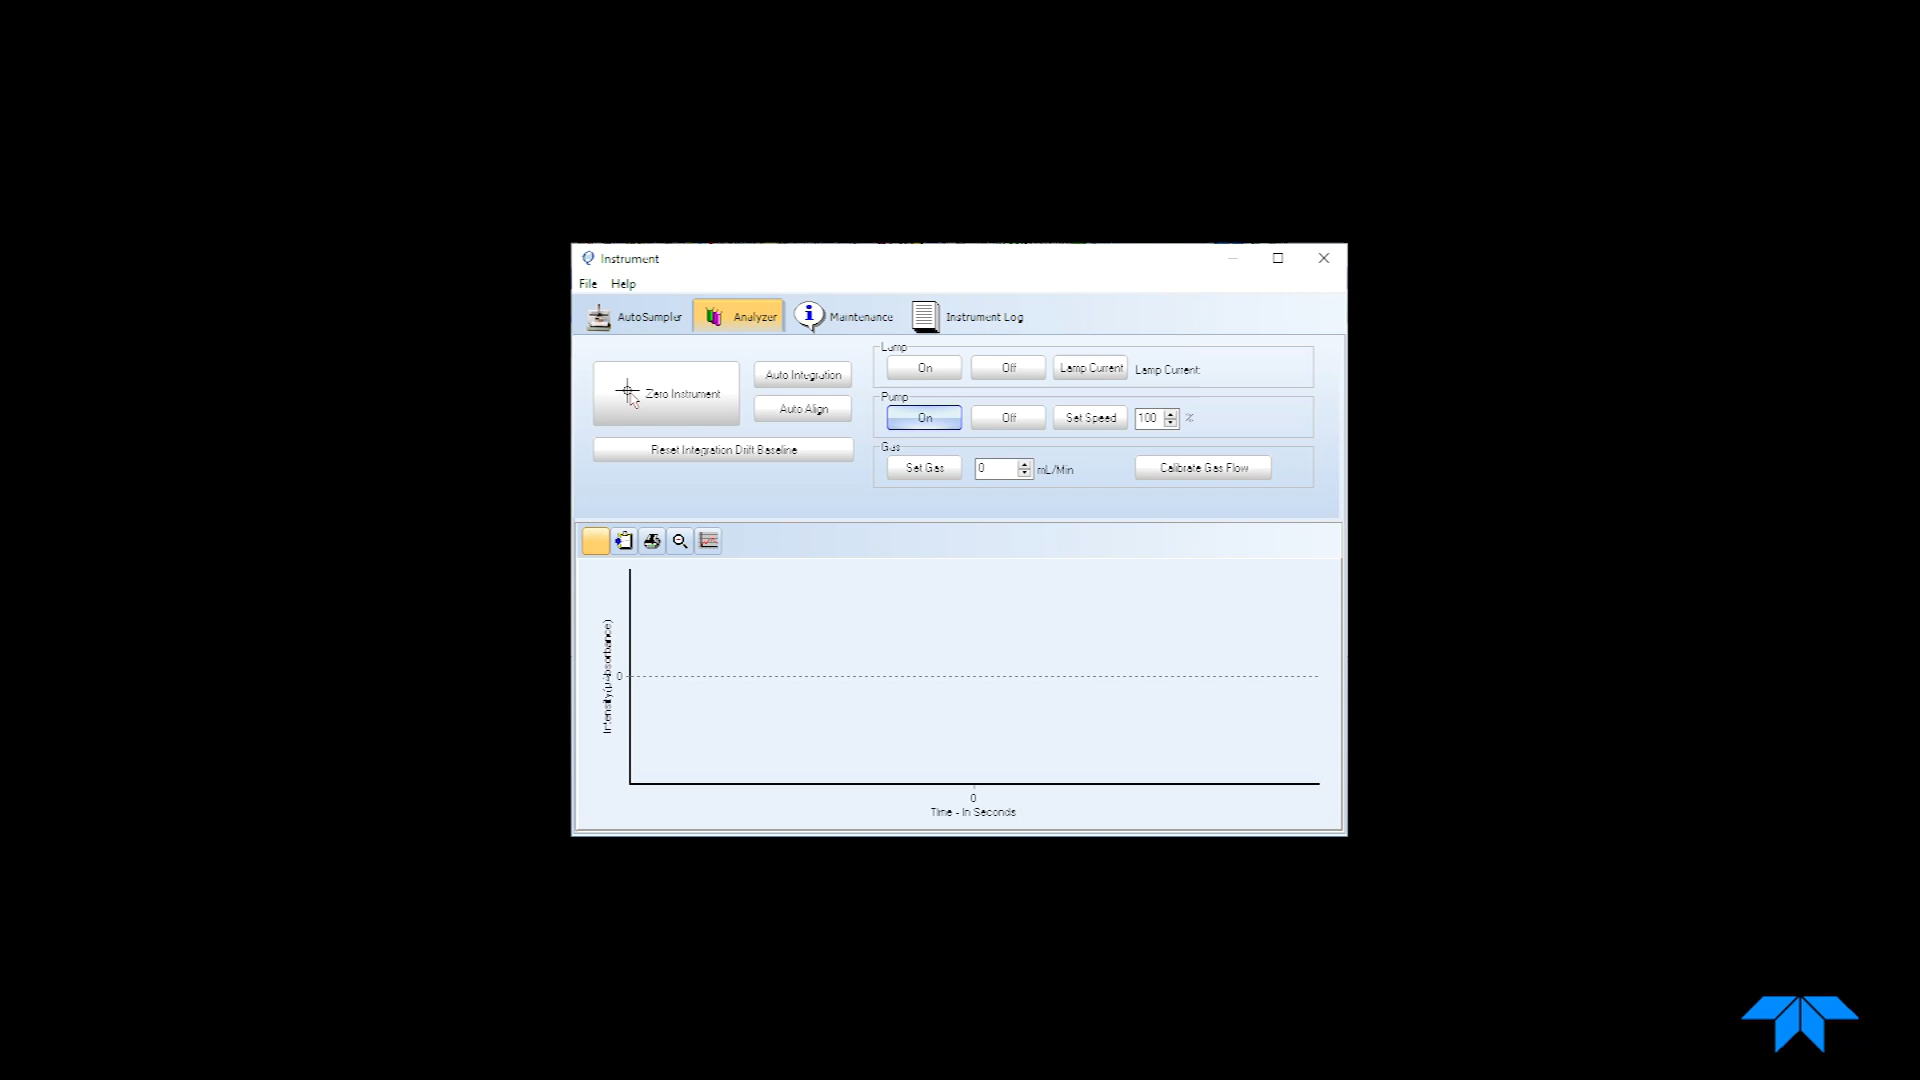 Instrument
File Help
AutoSampler Analyzer Maintenance Instrument Log
Lamp
On Off Lamp Current Lamp Current:
Zero Instrument
Auto Integration
Auto Align
Reset Integration Drift Baseline
Pump
On Off Set Speed 100 %
Gas
Set Gas 0 mL/Min Calibrate Gas Flow
Intensity(µAbsorbance)
0
0
Time - In Seconds